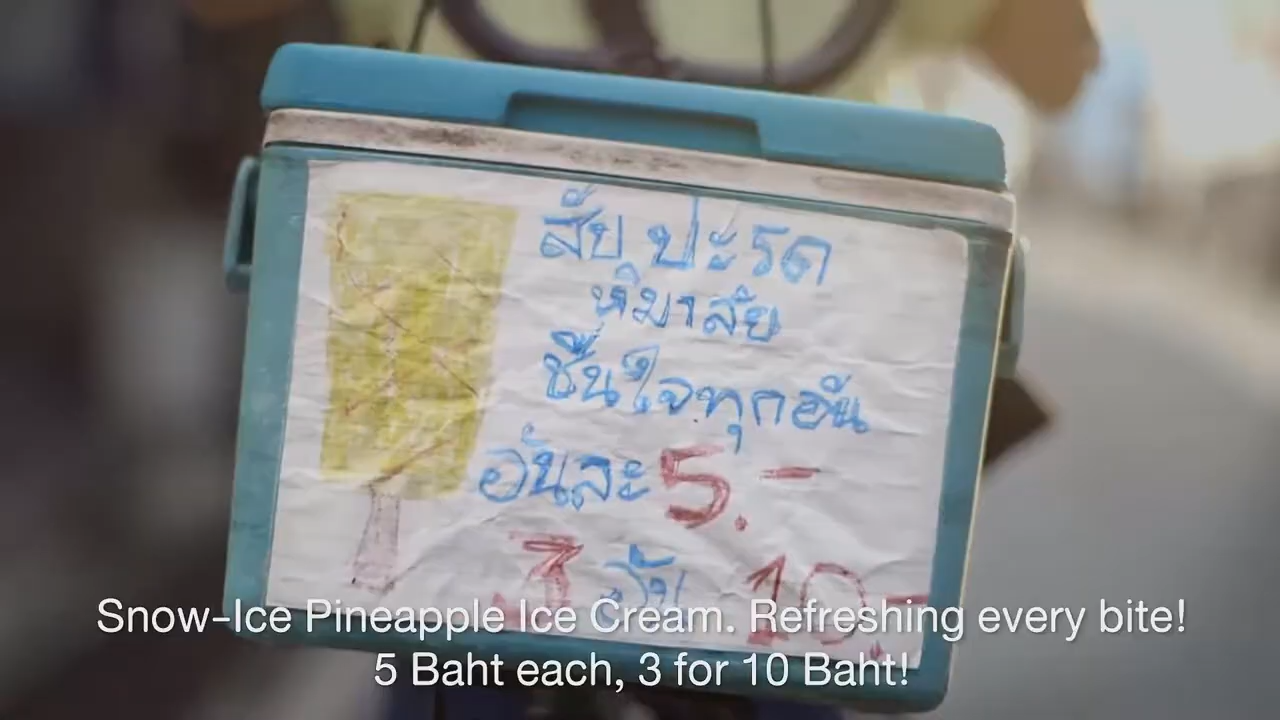 สับปะรด
หิมาลัย
ชื่นใจทุกอัน
อันละ 5.-
3 อัน 10.-
Snow-Ice Pineapple Ice Cream. Refreshing every bite!
5 Baht each, 3 for 10 Baht!